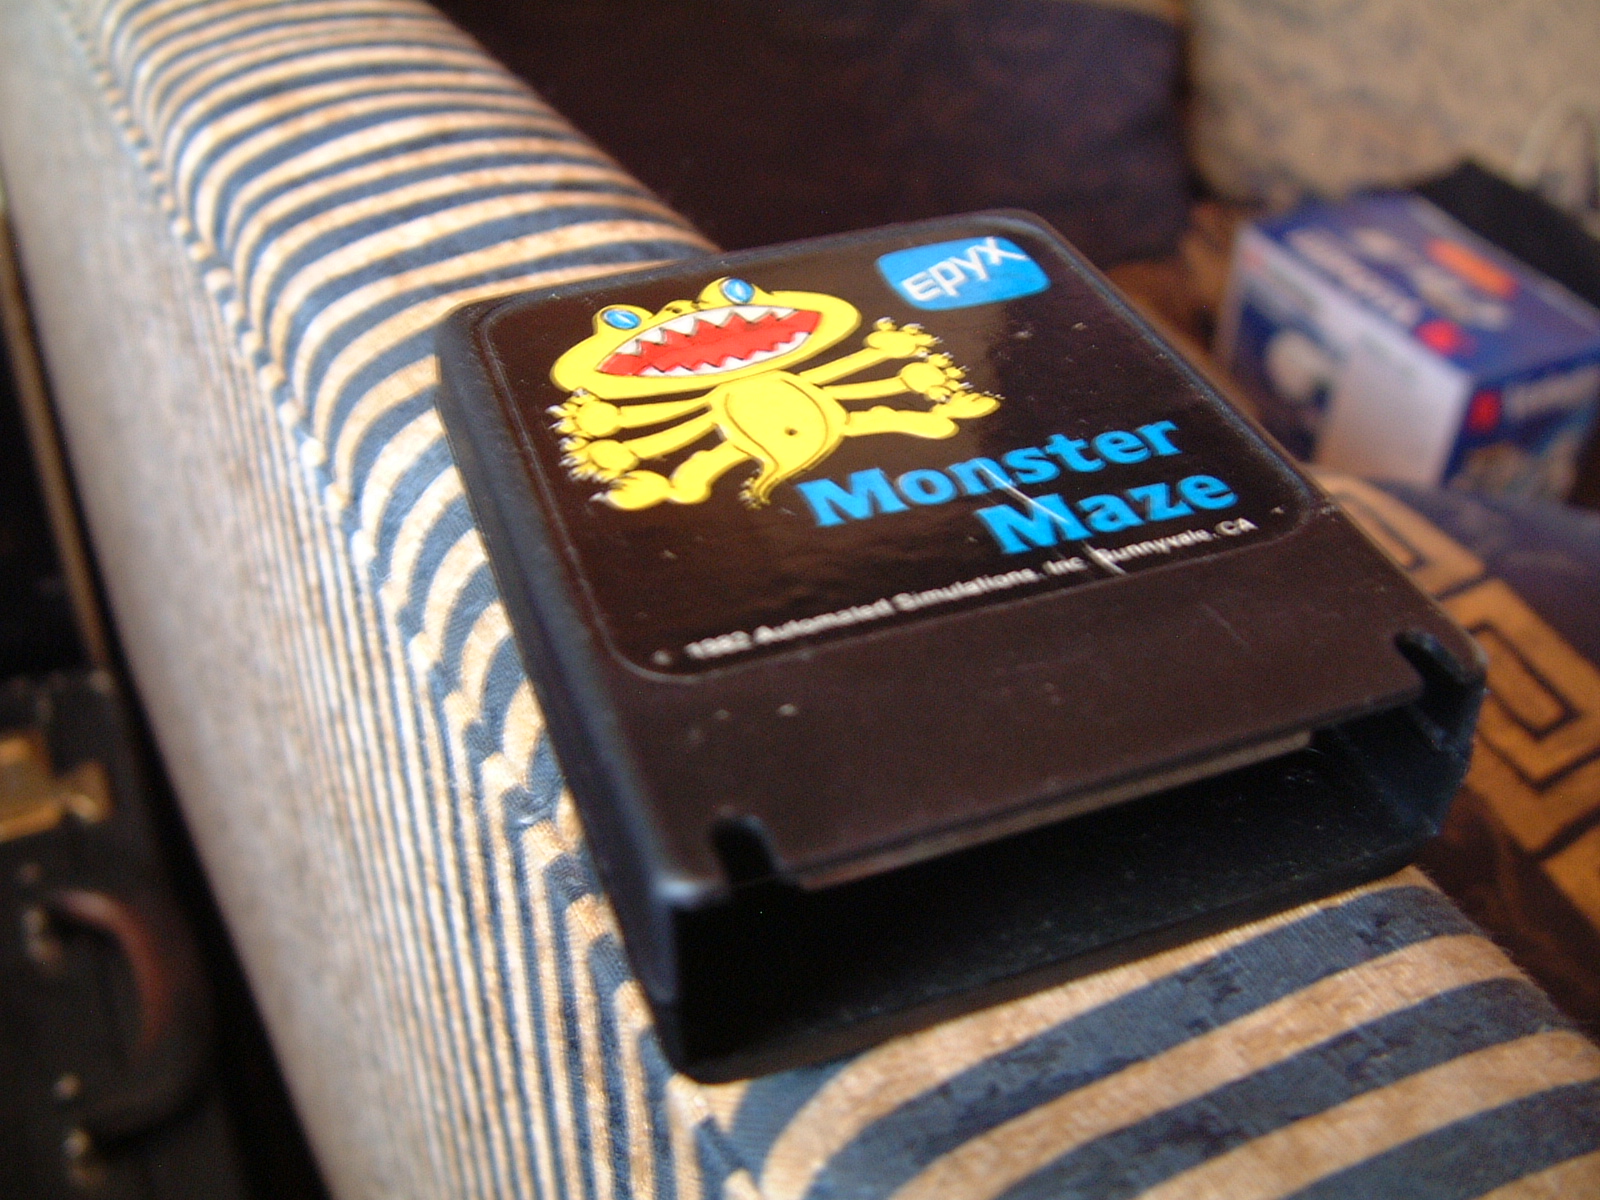 EPYX
Monster
Maze
1982 Automated Simulations, Inc Sunnyvale, CA